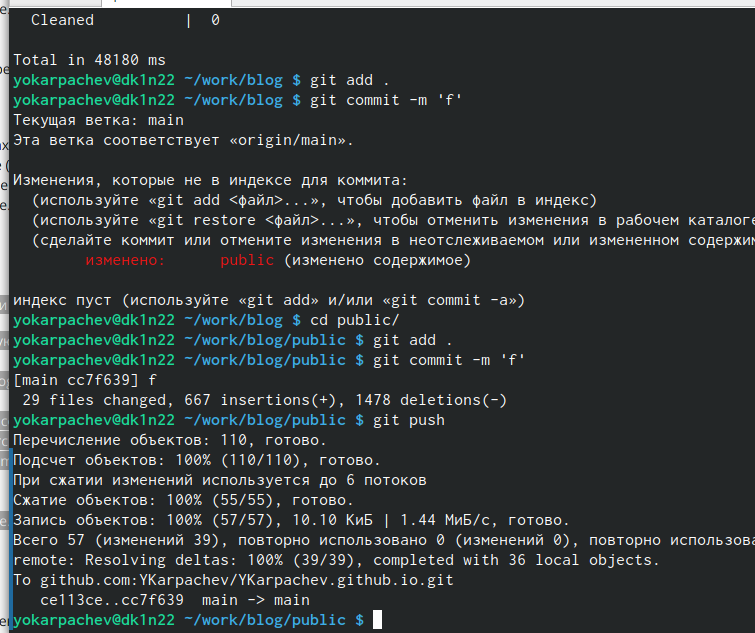 Cleaned | 0
Total in 48180 ms
yokarpachev@dk1n22 ~/work/blog $ git add .
yokarpachev@dk1n22 ~/work/blog $ git commit -m 'f'
Текущая ветка: main
Эта ветка соответствует «origin/main».
Изменения, которые не в индексе для коммита:
(используйте «git add <файл>...», чтобы добавить файл в индекс)
(используйте «git restore <файл>...», чтобы отменить изменения в рабочем каталоге
(сделайте коммит или отмените изменения в неотслеживаемом или измененном
изменено: public (изменено содержимое)
индекс пуст (используйте «git add» и/или «git commit -a»)
yokarpachev@dk1n22 ~/work/blog $ cd public/
yokarpachev@dk1n22 ~/work/blog/public $ git add .
yokarpachev@dk1n22 ~/work/blog/public $ git commit -m 'f'
[main cc7f639] f
29 files changed, 667 insertions(+), 1478 deletions(-)
yokarpachev@dk1n22 ~/work/blog/public $ git push
Перечисление объектов: 110, готово.
Подсчет объектов: 100% (110/110), готово.
При сжатии изменений используется до 6 потоков
Сжатие объектов: 100% (55/55), готово.
Запись объектов: 100% (57/57), 10.10 КиБ | 1.44 МиБ/с, готово.
Всего 57 (изменений 39), повторно использовано 0 (изменений 0), повторно
remote: Resolving deltas: 100% (39/39), completed with 36 local objects.
To github.com:YKarpachev/YKarpachev.github.io.git
ce113ce..cc7f639 main -> main
yokarpachev@dk1n22 ~/work/blog/public $